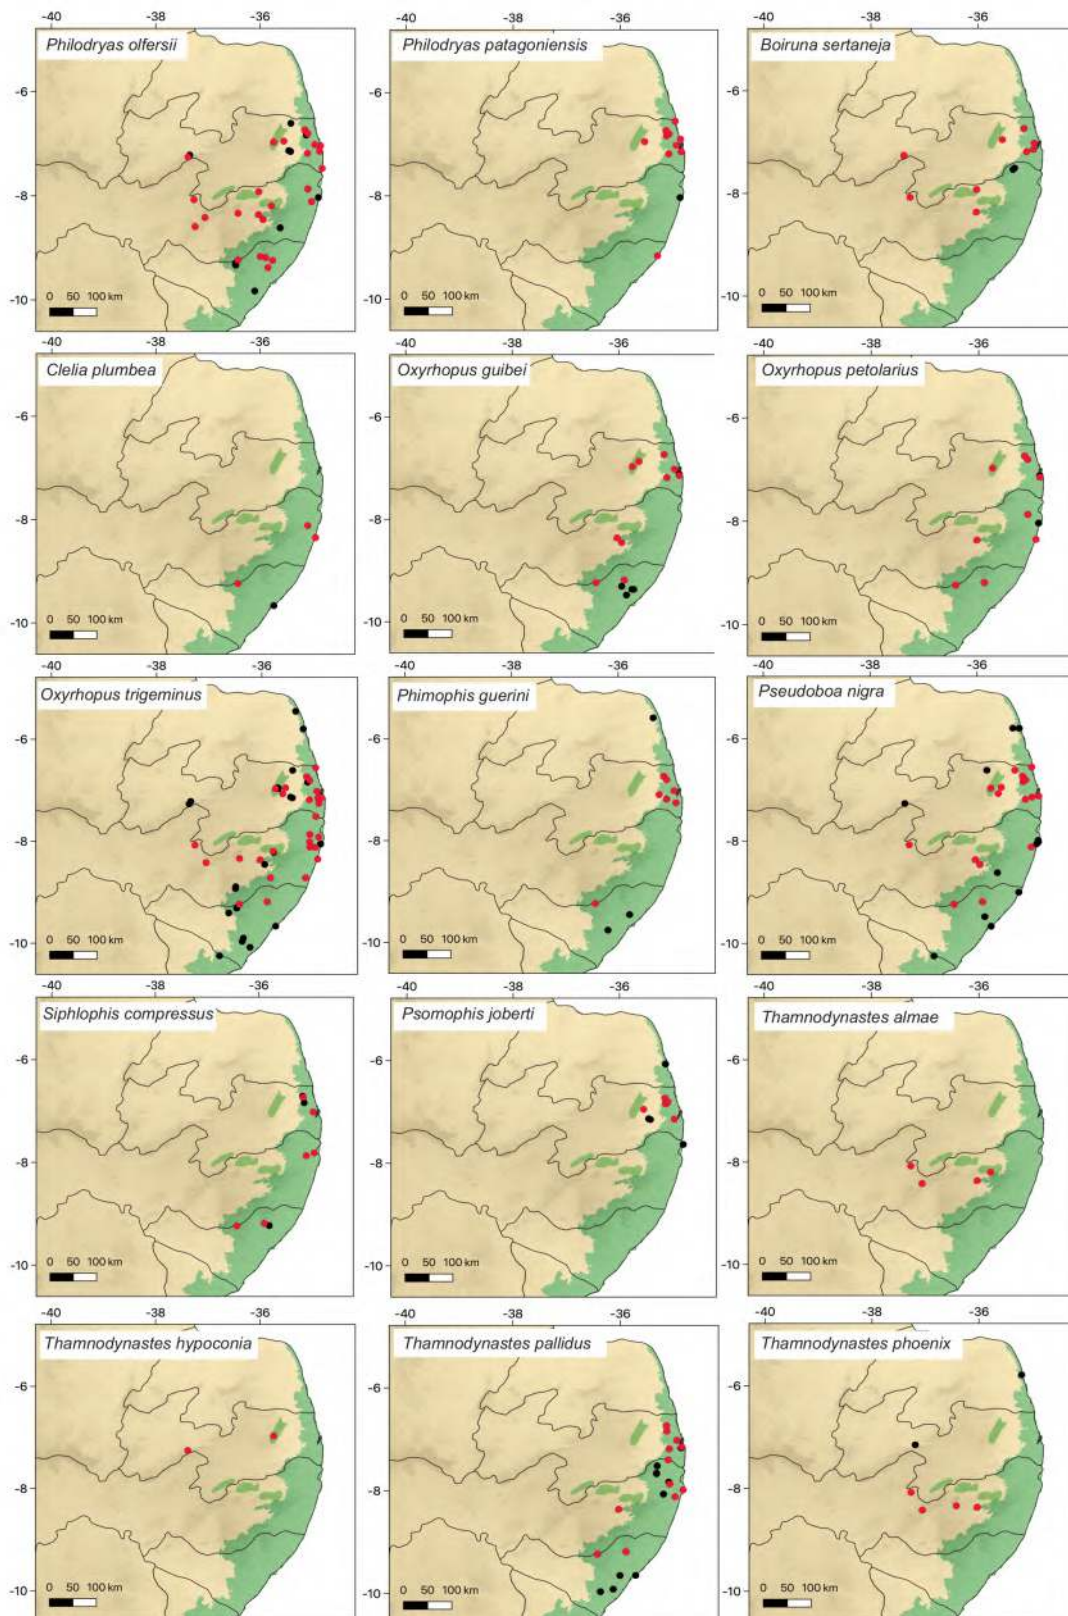 -40 -38 -36 -40 -38 -36 -40 -38 -36
Philodryas olfersii Philodryas patagoniensis Boiruna sertaneja
-6 -6 -6
-8 -8 -8
-10 -10 -10
0 50 100 km 0 50 100 km 0 50 100 km
-40 -38 -36 -40 -38 -36 -40 -38 -36
Clelia plumbea Oxyrhopus guibei Oxyrhopus petolarius
-6 -6 -6
-8 -8 -8
-10 -10 -10
0 50 100 km 0 50 100 km 0 50 100 km
-40 -38 -36 -40 -38 -36 -40 -38 -36
Oxyrhopus trigeminus Phimophis guerini Pseudoboa nigra
-6 -6 -6
-8 -8 -8
-10 -10 -10
0 50 100 km 0 50 100 km 0 50 100 km
-40 -38 -36 -40 -38 -36 -40 -38 -36
Siphlophis compressus Psomophis joberti Thamnodynastes almae
-6 -6 -6
-8 -8 -8
-10 -10 -10
0 50 100 km 0 50 100 km 0 50 100 km
-40 -38 -36 -40 -38 -36 -40 -38 -36
Thamnodynastes hypoconia Thamnodynastes pallidus Thamnodynastes phoenix
-6 -6 -6
-8 -8 -8
-10 -10 -10
0 50 100 km 0 50 100 km 0 50 100 km